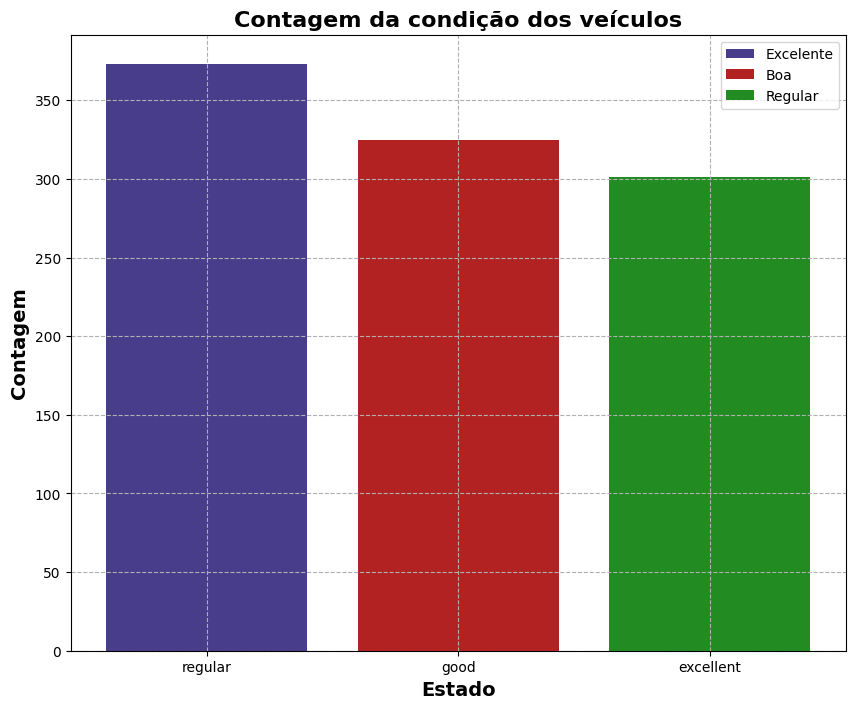 Contagem da condição dos veículos
Excelente
Boa
Regular
Contagem
350
300
250
200
150
100
50
0
regular good excellent
Estado